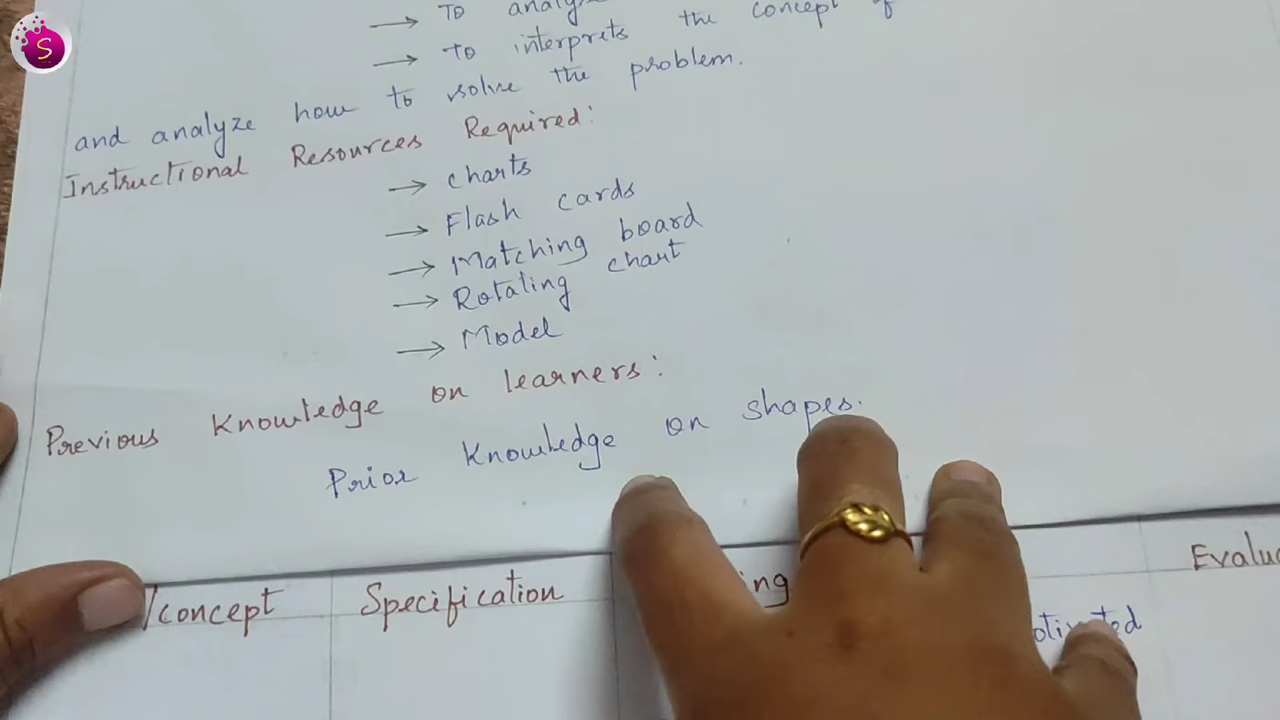 S
→ To
→ To interprets the concept of
and analyze how to solve the problem.
Instructional Resources Required:
→ charts
→ Flash cards
→ Matching board
→ Rotating chart
→ Model
Previous Knowledge on learners:
Prior Knowledge on shapes.
/concept Specification